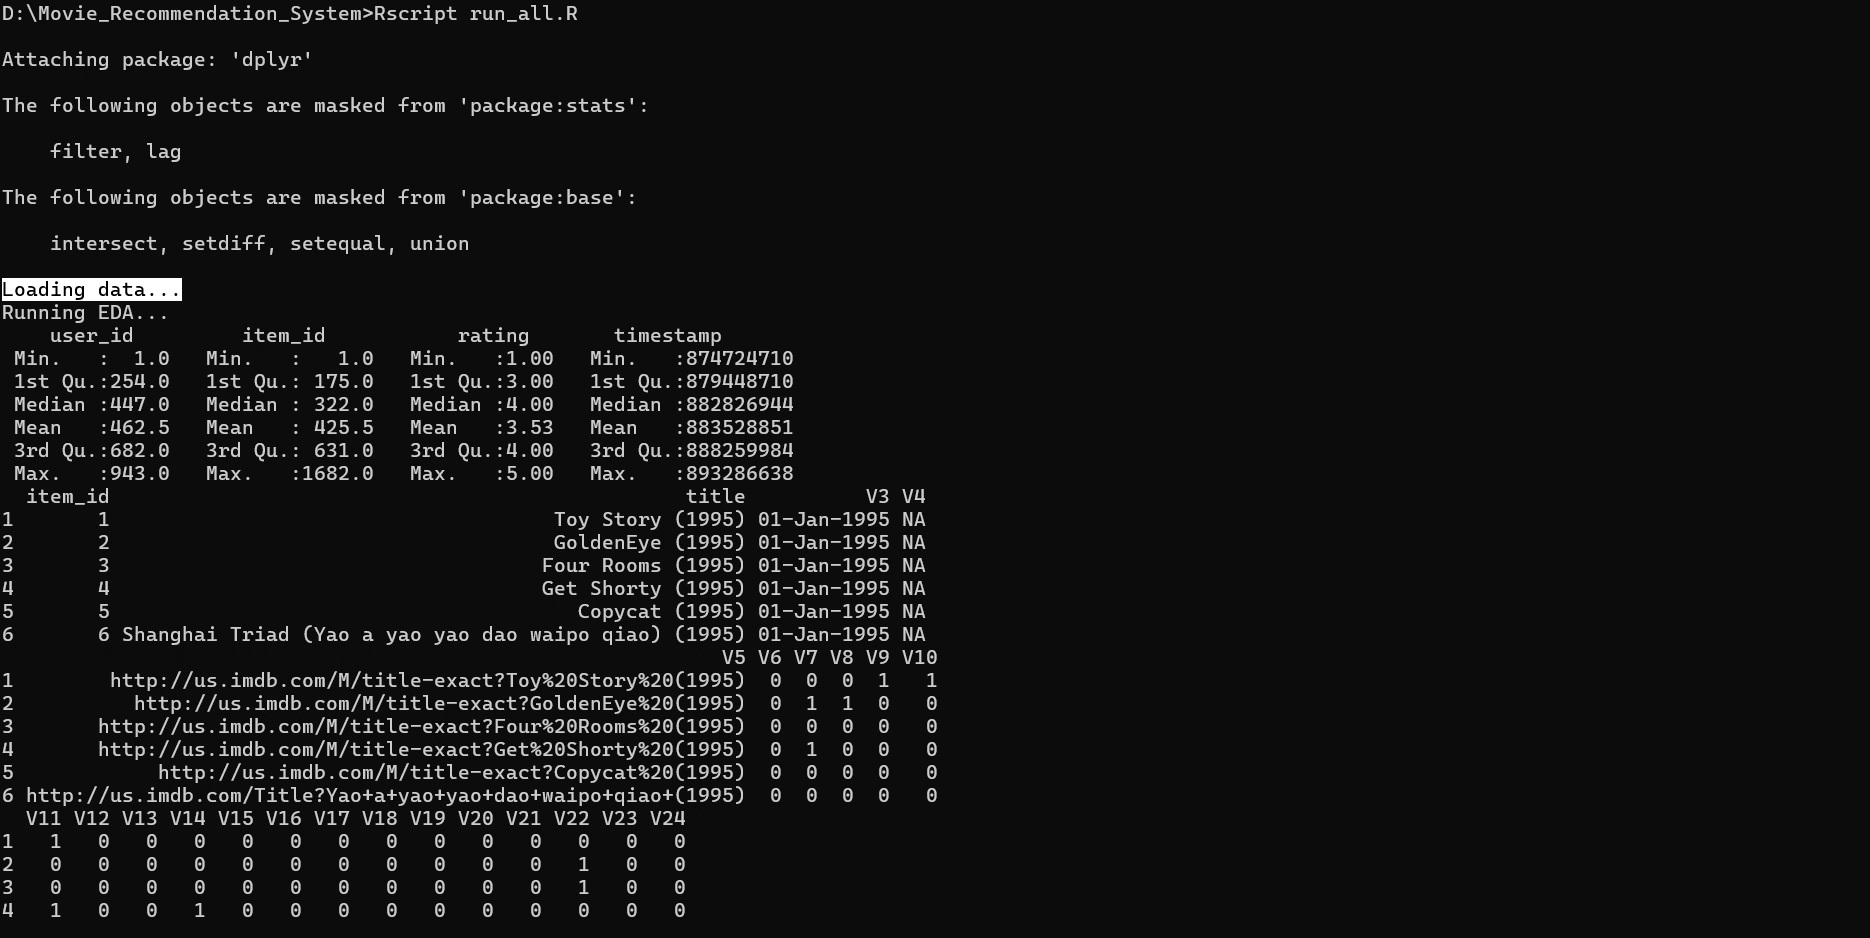 D:\Movie_Recommendation_System>Rscript run_all.R
Attaching package: 'dplyr'
The following objects are masked from 'package:stats':
    filter, lag
The following objects are masked from 'package:base':
    intersect, setdiff, setequal, union
Loading data...
Running EDA...
    user_id         item_id           rating       timestamp
 Min.   :  1.0   Min.   :   1.0   Min.   :1.00   Min.   :874724710
 1st Qu.:254.0   1st Qu.: 175.0   1st Qu.:3.00   1st Qu.:879448710
 Median :447.0   Median : 322.0   Median :4.00   Median :882826944
 Mean   :462.5   Mean   : 425.5   Mean   :3.53   Mean   :883528851
 3rd Qu.:682.0   3rd Qu.: 631.0   3rd Qu.:4.00   3rd Qu.:888259984
 Max.   :943.0   Max.   :1682.0   Max.   :5.00   Max.   :893286638
  item_id                                                title          V3 V4
1       1                                     Toy Story (1995) 01-Jan-1995 NA
2       2                                     GoldenEye (1995) 01-Jan-1995 NA
3       3                                    Four Rooms (1995) 01-Jan-1995 NA
4       4                                    Get Shorty (1995) 01-Jan-1995 NA
5       5                                       Copycat (1995) 01-Jan-1995 NA
6       6 Shanghai Triad (Yao a yao yao dao waipo qiao) (1995) 01-Jan-1995 NA
                                                            V5 V6 V7 V8 V9 V10
1        http://us.imdb.com/M/title-exact?Toy%20Story%20(1995)  0  0  0  1   1
2          http://us.imdb.com/M/title-exact?GoldenEye%20(1995)  0  1  1  0   0
3       http://us.imdb.com/M/title-exact?Four%20Rooms%20(1995)  0  0  0  0   0
4       http://us.imdb.com/M/title-exact?Get%20Shorty%20(1995)  0  1  0  0   0
5            http://us.imdb.com/M/title-exact?Copycat%20(1995)  0  0  0  0   0
6 http://us.imdb.com/Title?Yao+a+yao+yao+dao+waipo+qiao+(1995)  0  0  0  0   0
  V11 V12 V13 V14 V15 V16 V17 V18 V19 V20 V21 V22 V23 V24
1   1   0   0   0   0   0   0   0   0   0   0   0   0   0
2   0   0   0   0   0   0   0   0   0   0   0   1   0   0
3   0   0   0   0   0   0   0   0   0   0   0   1   0   0
4   1   0   0   1   0   0   0   0   0   0   0   0   0   0